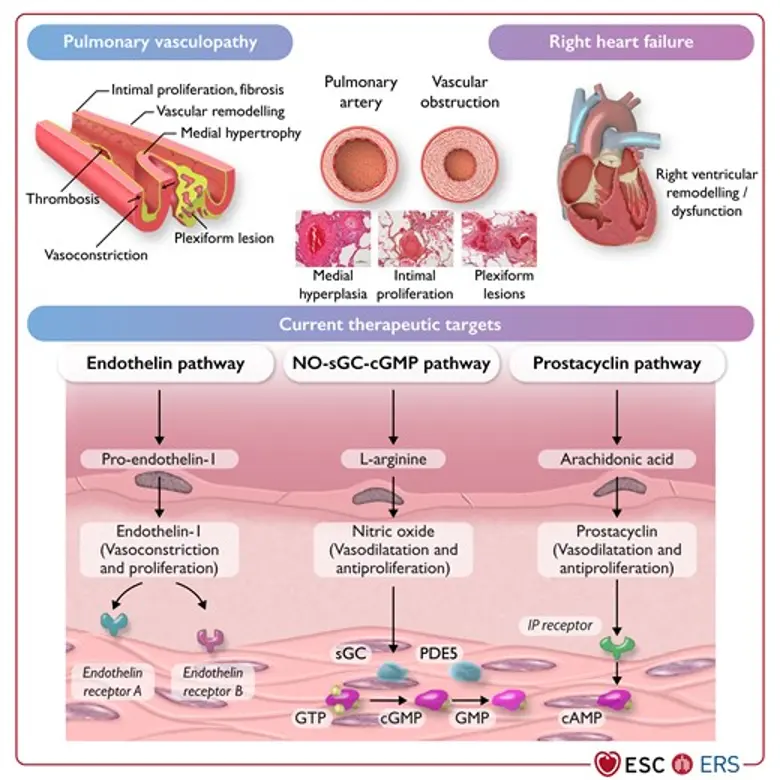 Pulmonary vasculopathy
Right heart failure
Intimal proliferation, fibrosis
Vascular remodelling
Medial hypertrophy
Thrombosis
Plexiform lesion
Vasoconstriction
Pulmonary
artery
Vascular
obstruction
Medial
hyperplasia
Intimal
proliferation
Plexiform
lesions
Right ventricular
remodelling /
dysfunction
Current therapeutic targets
Endothelin pathway
NO-sGC-cGMP pathway
Prostacyclin pathway
Pro-endothelin-1
L-arginine
Arachidonic acid
Endothelin-1
(Vasoconstriction
and proliferation)
Nitric oxide
(Vasodilatation and
antiproliferation)
Prostacyclin
(Vasodilatation and
antiproliferation)
IP receptor
Endothelin
receptor A
Endothelin
receptor B
sGC
PDE5
GTP
cGMP
GMP
cAMP
ESC
ERS